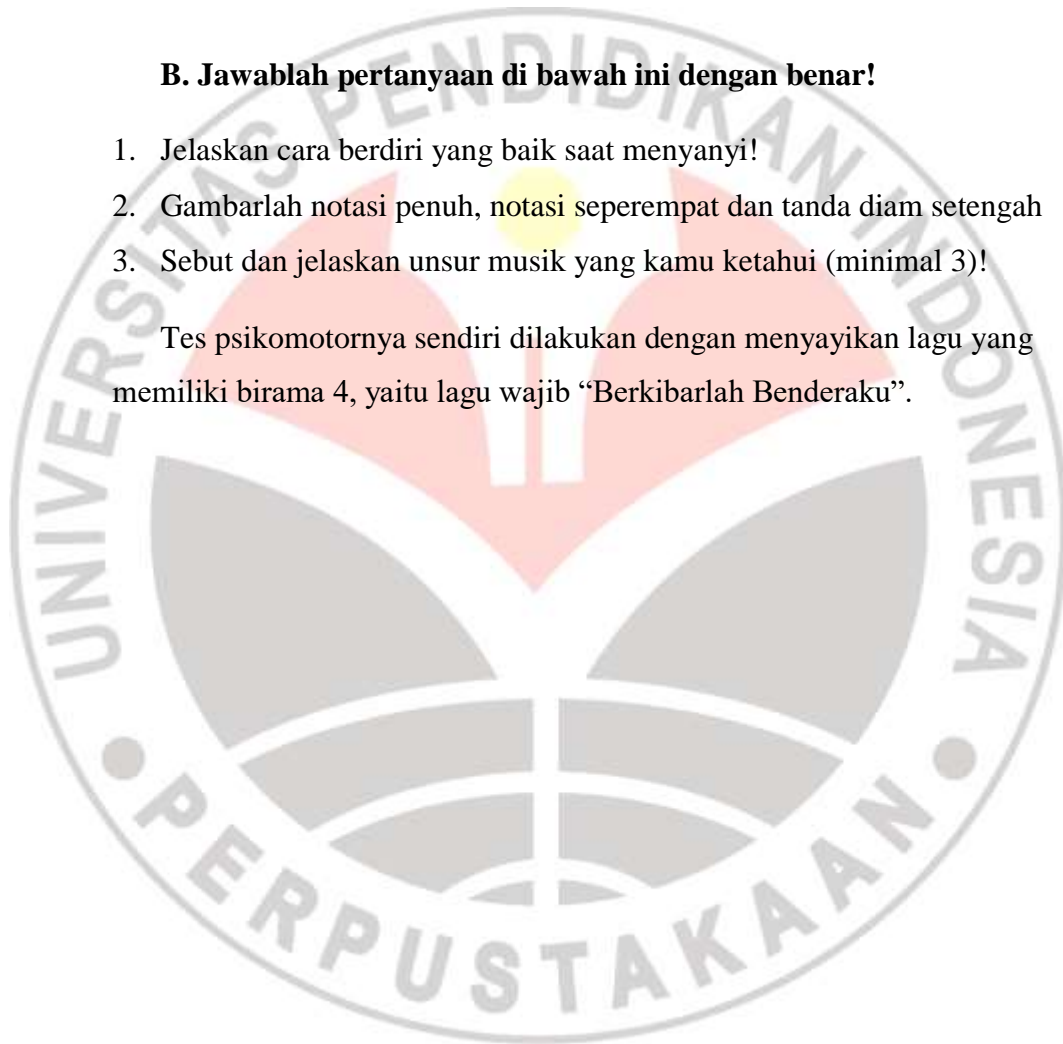 B. Jawablah pertanyaan di bawah ini dengan benar!
1. Jelaskan cara berdiri yang baik saat menyanyi!
2. Gambarlah notasi penuh, notasi seperempat dan tanda diam setengah
3. Sebut dan jelaskan unsur musik yang kamu ketahui (minimal 3)!
Tes psikomotornya sendiri dilakukan dengan menyayikan lagu yang
memiliki birama 4, yaitu lagu wajib “Berkibarlah Benderaku”.
UNIVERSITAS PENDIDIKAN INDONESIA
PERPUSTAKAAN